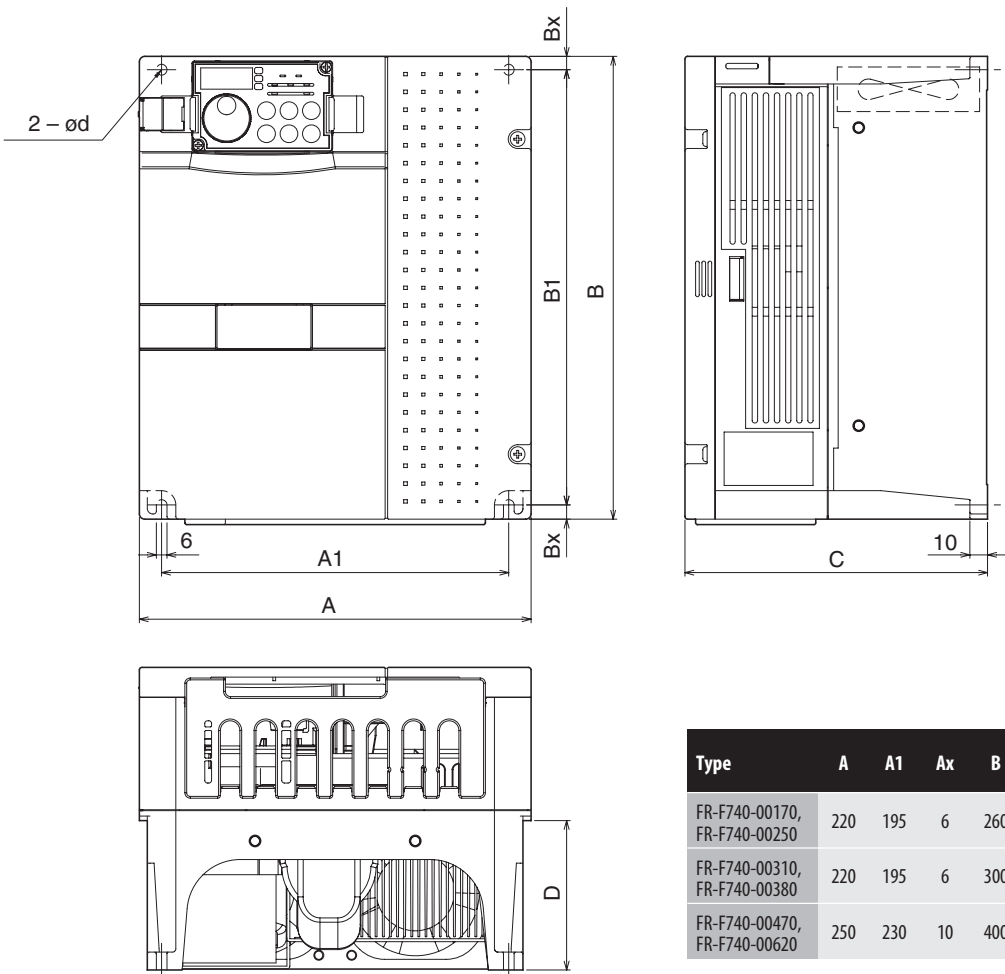 Bx
2 – ød
B1
B
6
Bx
A1
A
10
C
D
Type A A1 Ax B
FR-F740-00170,
FR-F740-00250 220 195 6 260
FR-F740-00310,
FR-F740-00380 220 195 6 300
FR-F740-00470,
FR-F740-00620 250 230 10 400